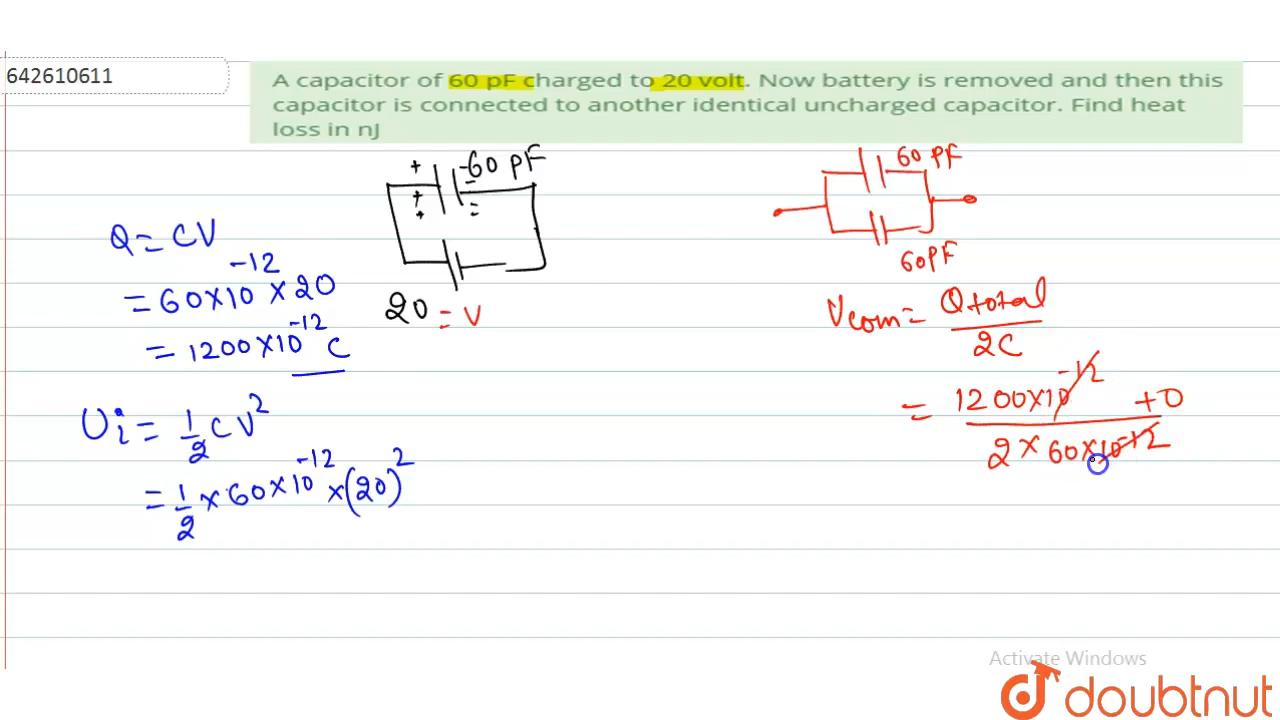 642610611
A capacitor of 60 pF charged to 20 volt. Now battery is removed and then this
capacitor is connected to another identical uncharged capacitor. Find heat
loss in nJ
+ - 60 pF
+ -
+ =
20 = V
Q = CV
= 60×10⁻¹² × 20
= 1200×10⁻¹² C
Ui = 1/2 CV²
= 1/2 × 60×10⁻¹² × (20)²
60 pF
60 pF
Vcom = Qtotal / 2C
= 1200×10⁻¹² + 0 / 2 × 60×10⁻¹²
Activate Windows
doubtnut